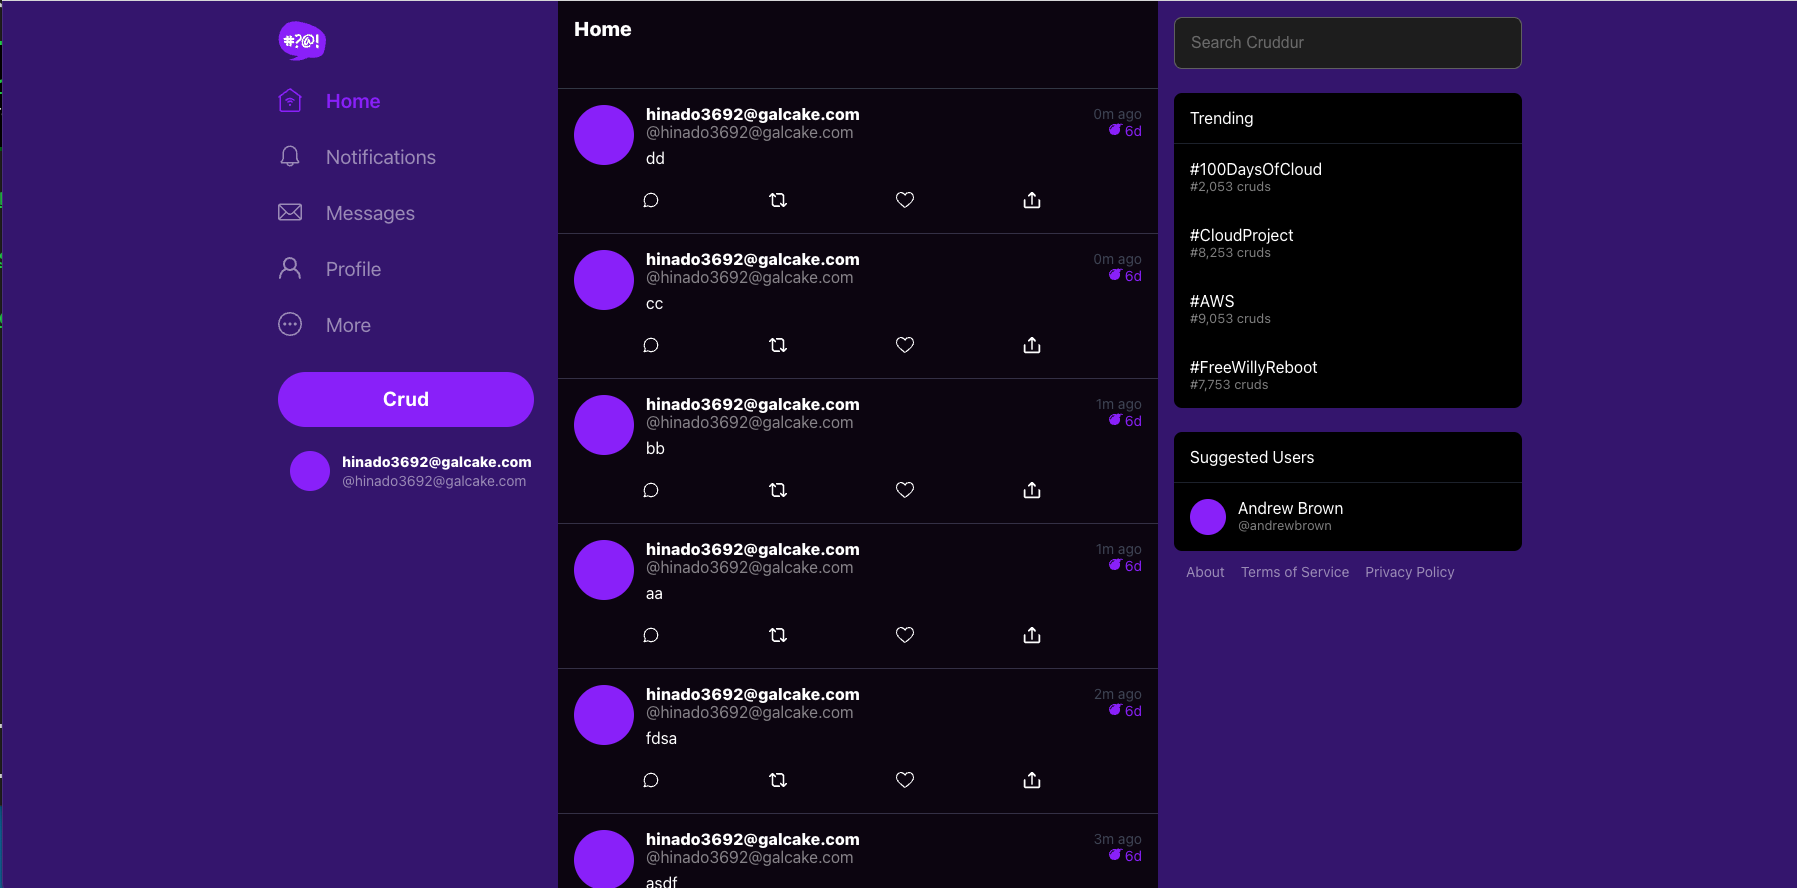 #?@!
Home
Notifications
Messages
Profile
More
Crud
hinado3692@galcake.com
@hinado3692@galcake.com
Home
hinado3692@galcake.com
0m ago
@hinado3692@galcake.com
6d
dd
hinado3692@galcake.com
0m ago
@hinado3692@galcake.com
6d
cc
hinado3692@galcake.com
1m ago
@hinado3692@galcake.com
6d
bb
hinado3692@galcake.com
1m ago
@hinado3692@galcake.com
6d
aa
hinado3692@galcake.com
2m ago
@hinado3692@galcake.com
6d
fdsa
hinado3692@galcake.com
3m ago
@hinado3692@galcake.com
6d
asdf
Search Cruddur
Trending
#100DaysOfCloud
#2,053 cruds
#CloudProject
#8,253 cruds
#AWS
#9,053 cruds
#FreeWillyReboot
#7,753 cruds
Suggested Users
Andrew Brown
@andrewbrown
About Terms of Service Privacy Policy